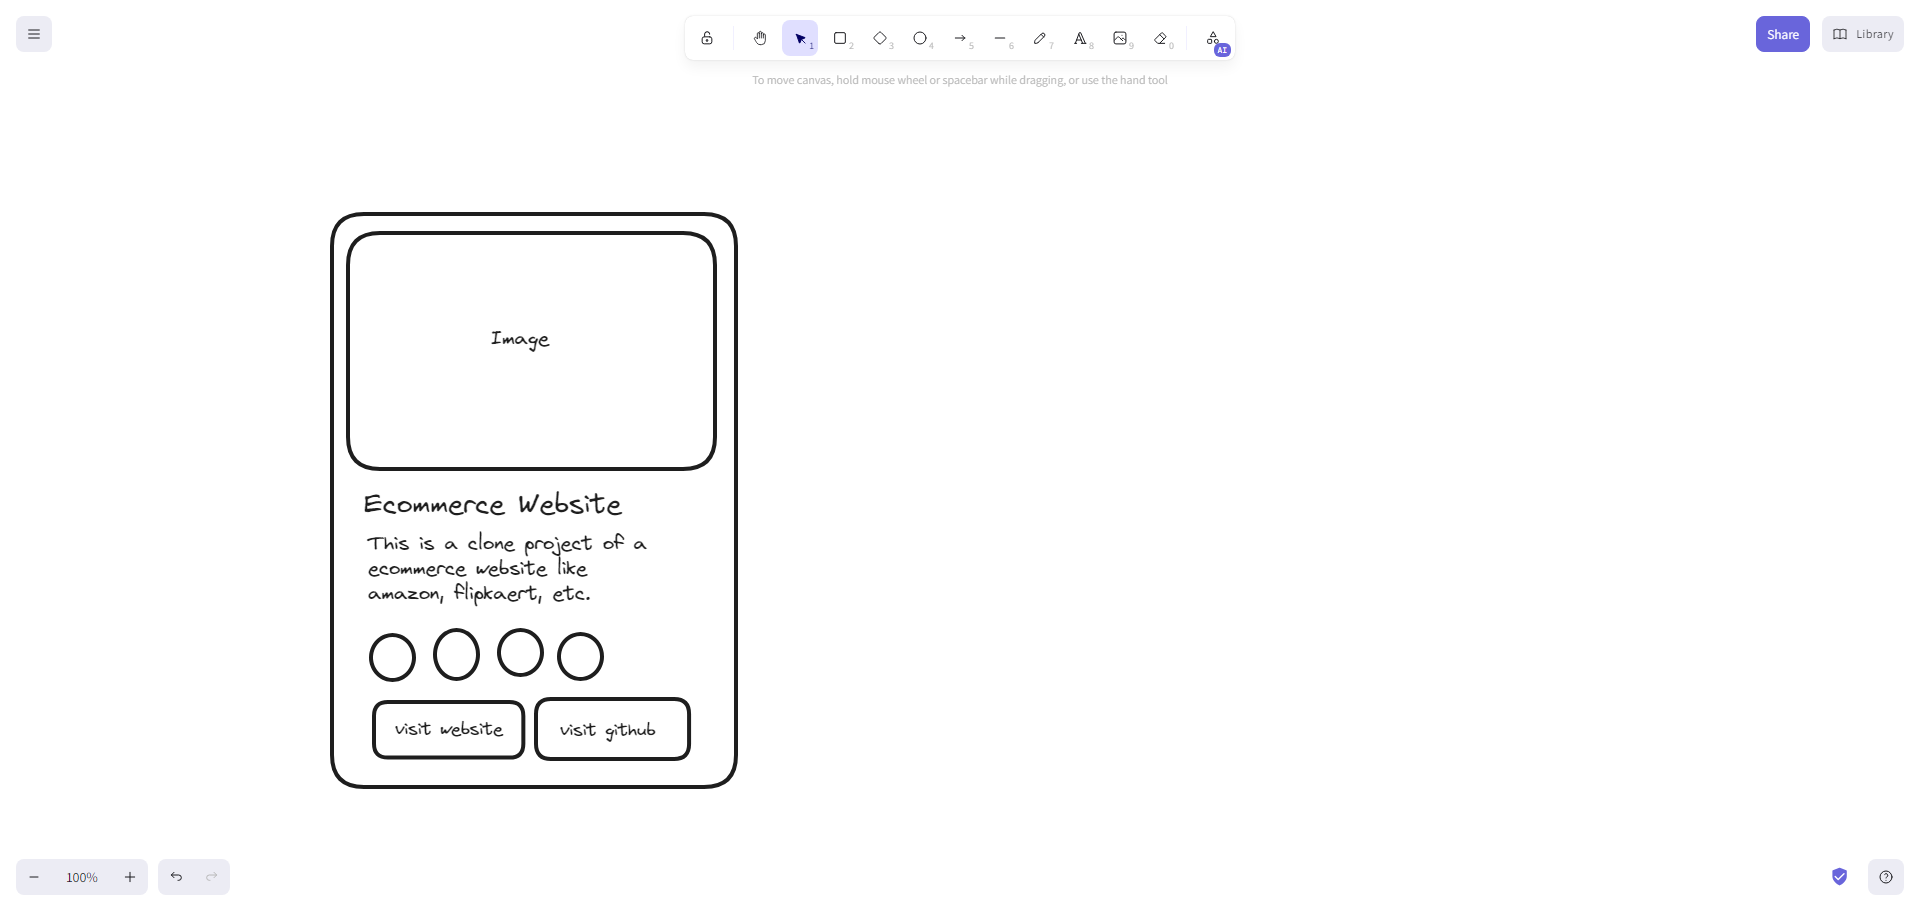 1
2
3
4
5
6
7
8
9
0
AI
Share
Library
To move canvas, hold mouse wheel or spacebar while dragging, or use the hand tool
Image
Ecommerce Website
This is a clone project of a
ecommerce website like
amazon, flipkaert, etc.
visit website
visit github
100%